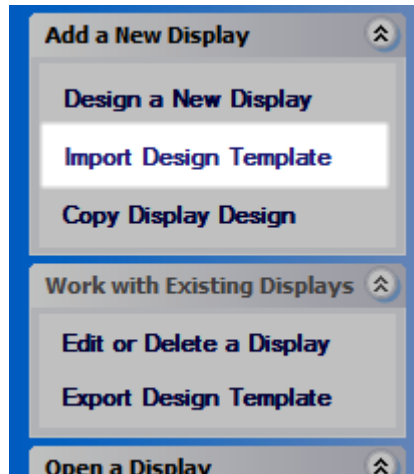 Add a New Display
Design a New Display
Import Design Template
Copy Display Design
Work with Existing Displays
Edit or Delete a Display
Export Design Template
Open a Display